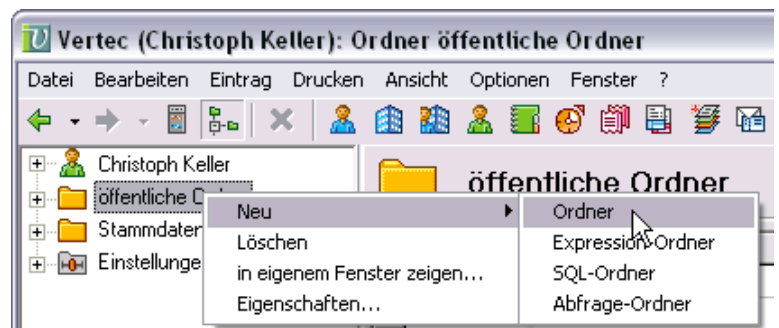 Vertec (Christoph Keller): Ordner öffentliche Ordner
Datei Bearbeiten Eintrag Drucken Ansicht Optionen Fenster ?
Christoph Keller
öffentliche
öffentliche Ordner
Stammdaten
Einstellunge
Neu
Löschen
in eigenem Fenster zeigen...
Eigenschaften...
Ordner
Expression-Ordner
SQL-Ordner
Abfrage-Ordner